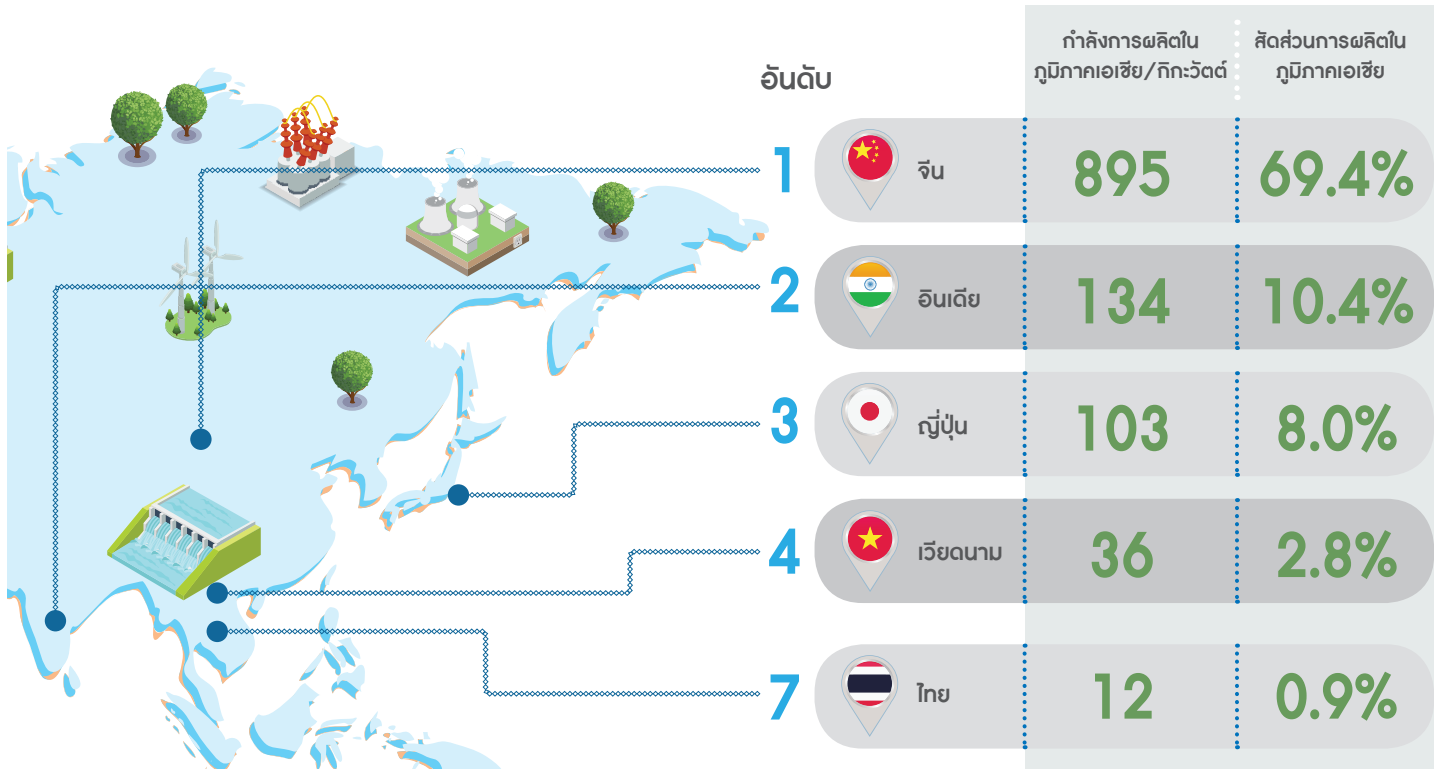 อันดับ
กำลังการผลิตใน
ภูมิภาคเอเชีย/กิกะวัตต์
สัดส่วนการผลิตใน
ภูมิภาคเอเชีย
1 จีน 895 69.4%
2 อินเดีย 134 10.4%
3 ญี่ปุ่น 103 8.0%
4 เวียดนาม 36 2.8%
7 ไทย 12 0.9%